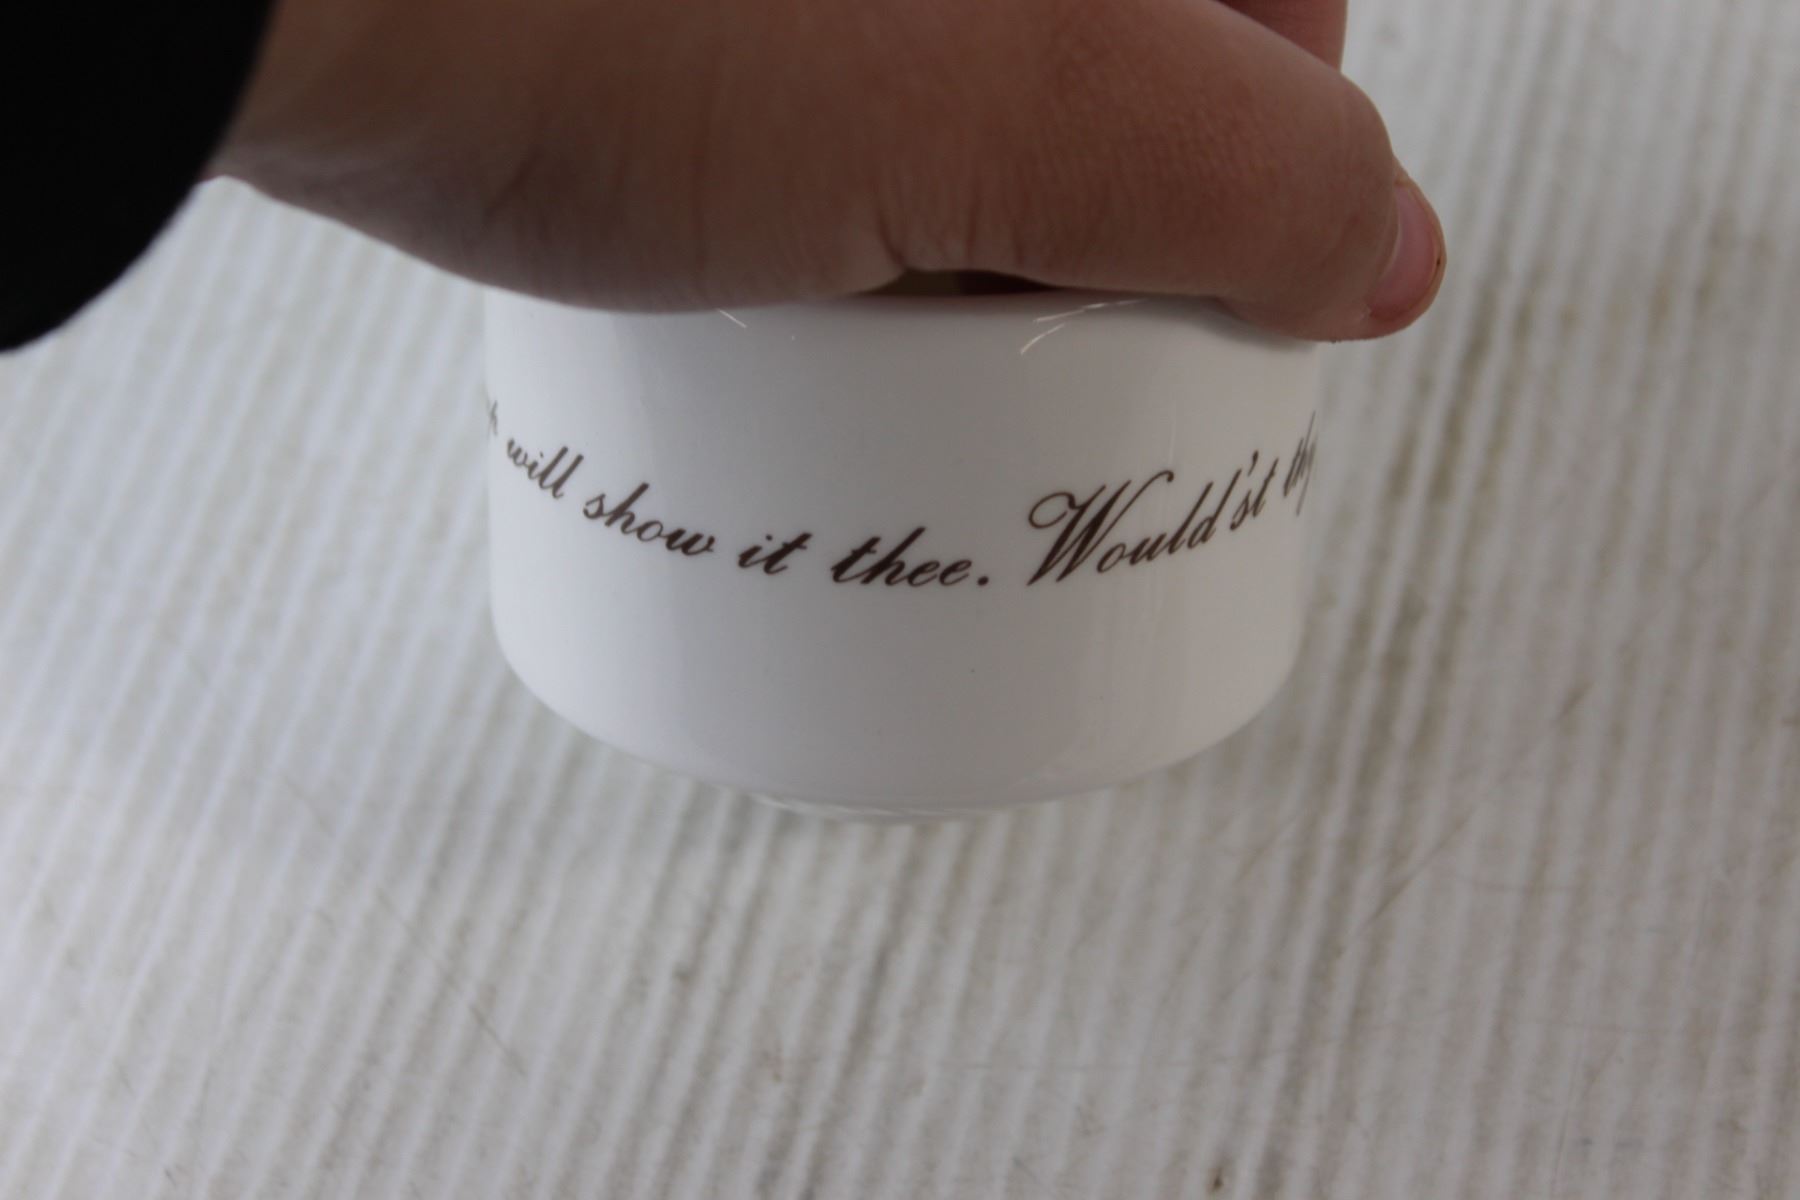 will show it thee. Would'st